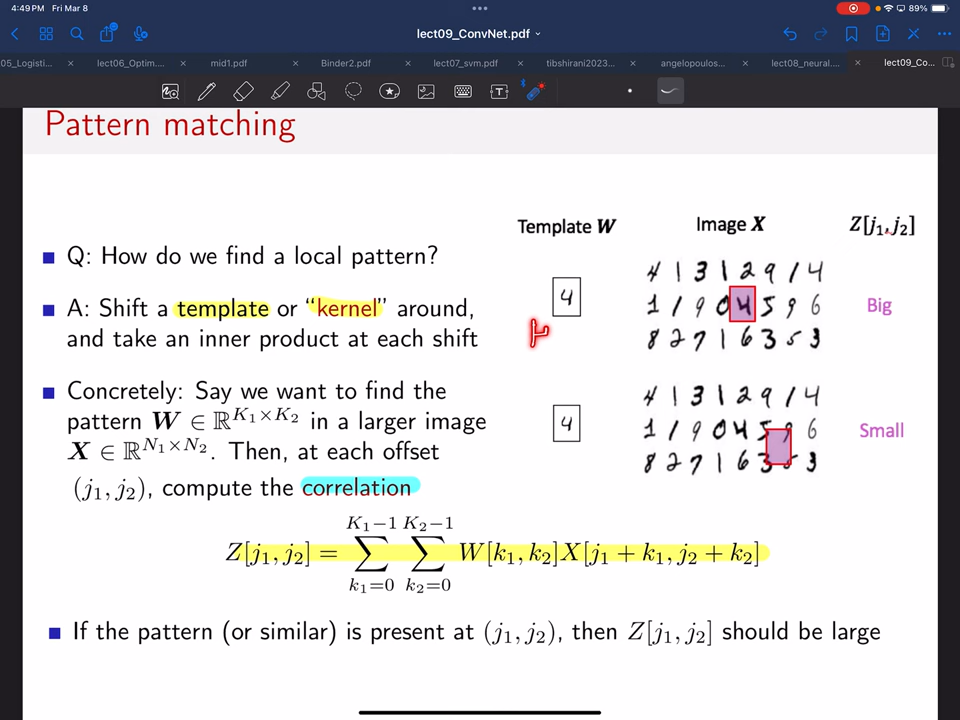 4:49 PM Fri Mar 8
89%
lect09_ConvNet.pdf
05_Logisti...
lect06_Optim...
mid1.pdf
Binder2.pdf
lect07_svm.pdf
tibshirani2023...
angelopoulos...
lect08_neural....
lect09_Co...
Pattern matching
Template W
Image X
Z[j₁,j₂]
Q: How do we find a local pattern?
A: Shift a template or "kernel" around,
and take an inner product at each shift
4
4 1 3 1 2 9 1 4
1 1 9 0 4 5 9 6
8 2 7 1 6 3 5 3
Big
Concretely: Say we want to find the
pattern W ∈ ℝ^{K₁×K₂} in a larger image
X ∈ ℝ^{N₁×N₂}. Then, at each offset
(j₁, j₂), compute the correlation
4
4 1 3 1 2 9 1 4
1 1 9 0 4 5 9 6
8 2 7 1 6 3 5 3
Small
Z[j₁, j₂] = ∑_{k₁=0}^{K₁−1} ∑_{k₂=0}^{K₂−1} W[k₁, k₂]X[j₁ + k₁, j₂ + k₂]
If the pattern (or similar) is present at (j₁, j₂), then Z[j₁, j₂] should be large